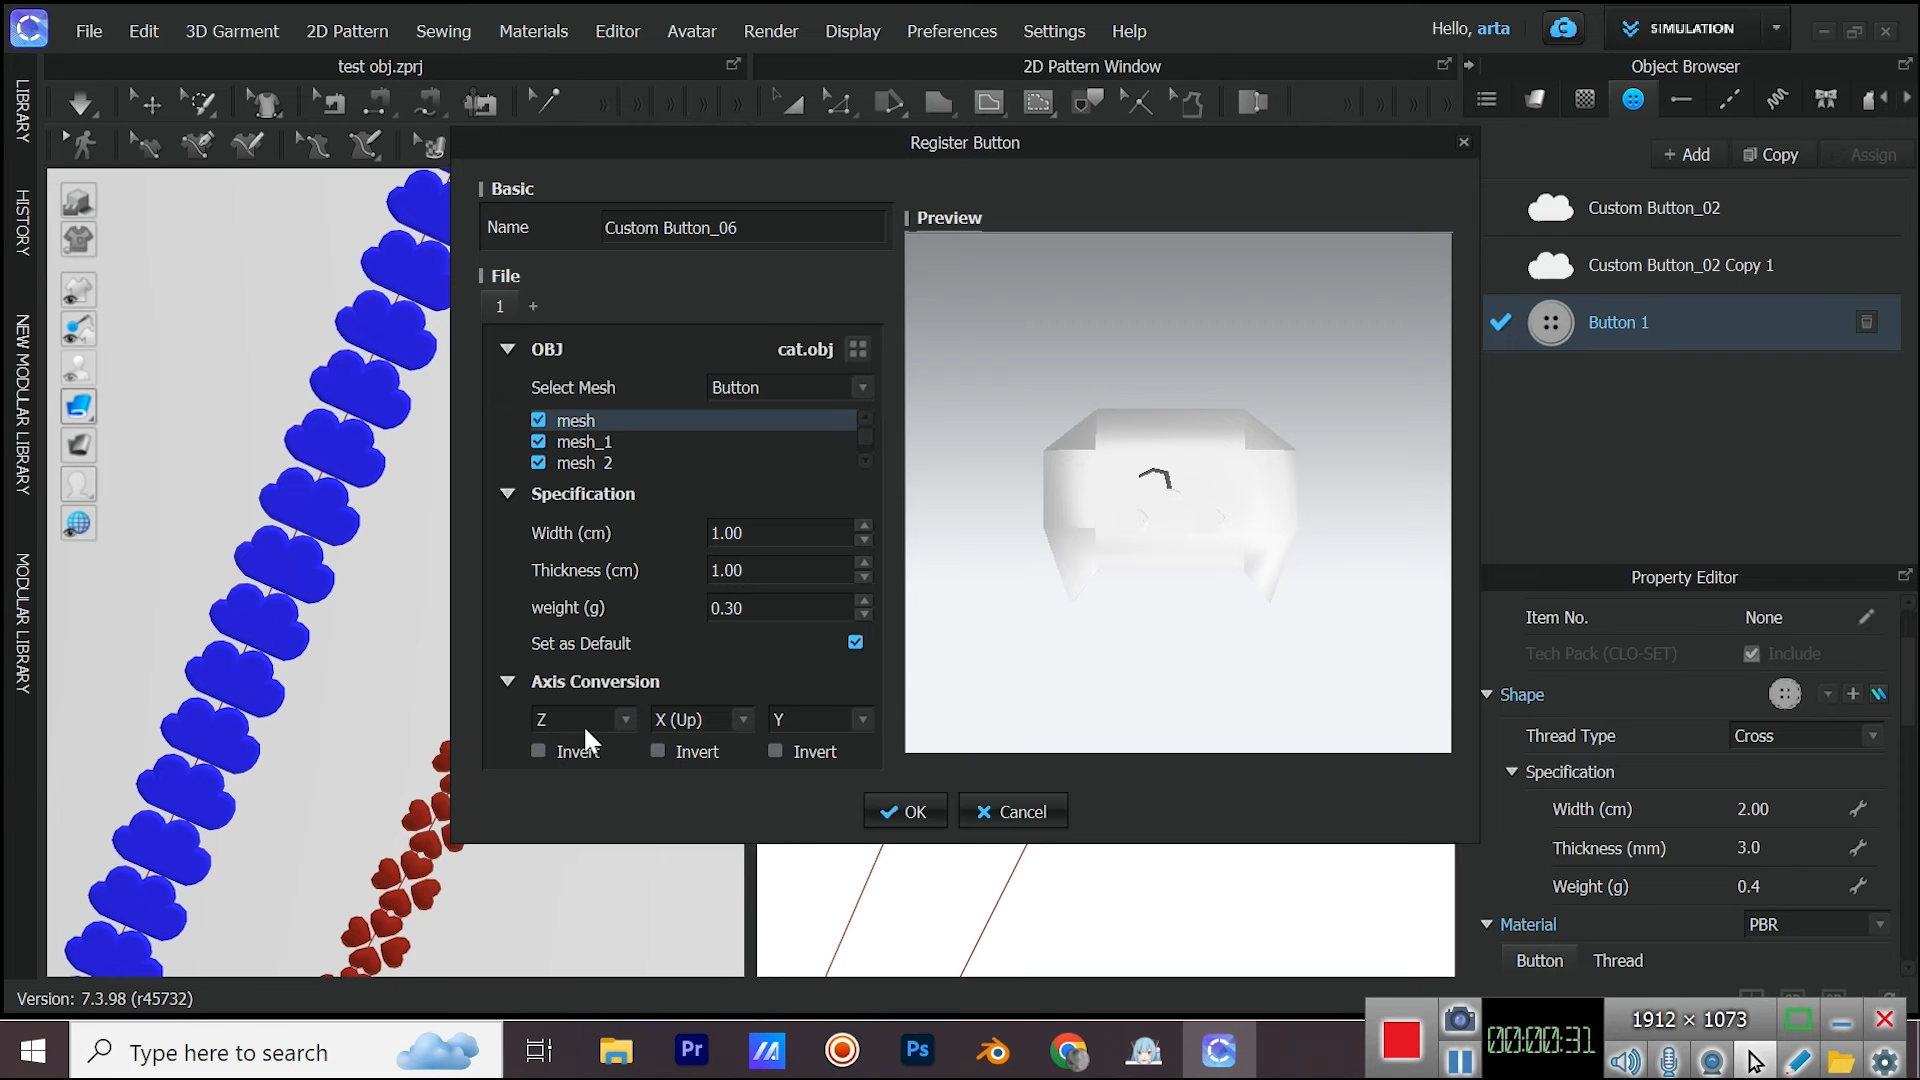 File Edit 3D Garment 2D Pattern Sewing Materials Editor Avatar Render Display Preferences Settings Help Hello, arta SIMULATION
test obj.zprj 2D Pattern Window Object Browser
LIBRARY
HISTORY
NEW MODULAR LIBRARY
MODULAR LIBRARY
Register Button
Basic
Name Custom Button_06
File
1 +
OBJ cat.obj
Select Mesh Button
mesh
mesh_1
mesh 2
Specification
Width (cm) 1.00
Thickness (cm) 1.00
weight (g) 0.30
Set as Default
Axis Conversion
Z X (Up) Y
Invert Invert Invert
Preview
OK Cancel
+ Add Copy Assign
Custom Button_02
Custom Button_02 Copy 1
Button 1
Property Editor
Item No. None
Tech Pack (CLO-SET) Include
Shape
Thread Type Cross
Specification
Width (cm) 2.00
Thickness (mm) 3.0
Weight (g) 0.4
Material PBR
Button Thread
Version: 7.3.98 (r45732)
Type here to search
Pr
Ps
00:00:31
1912 × 1073